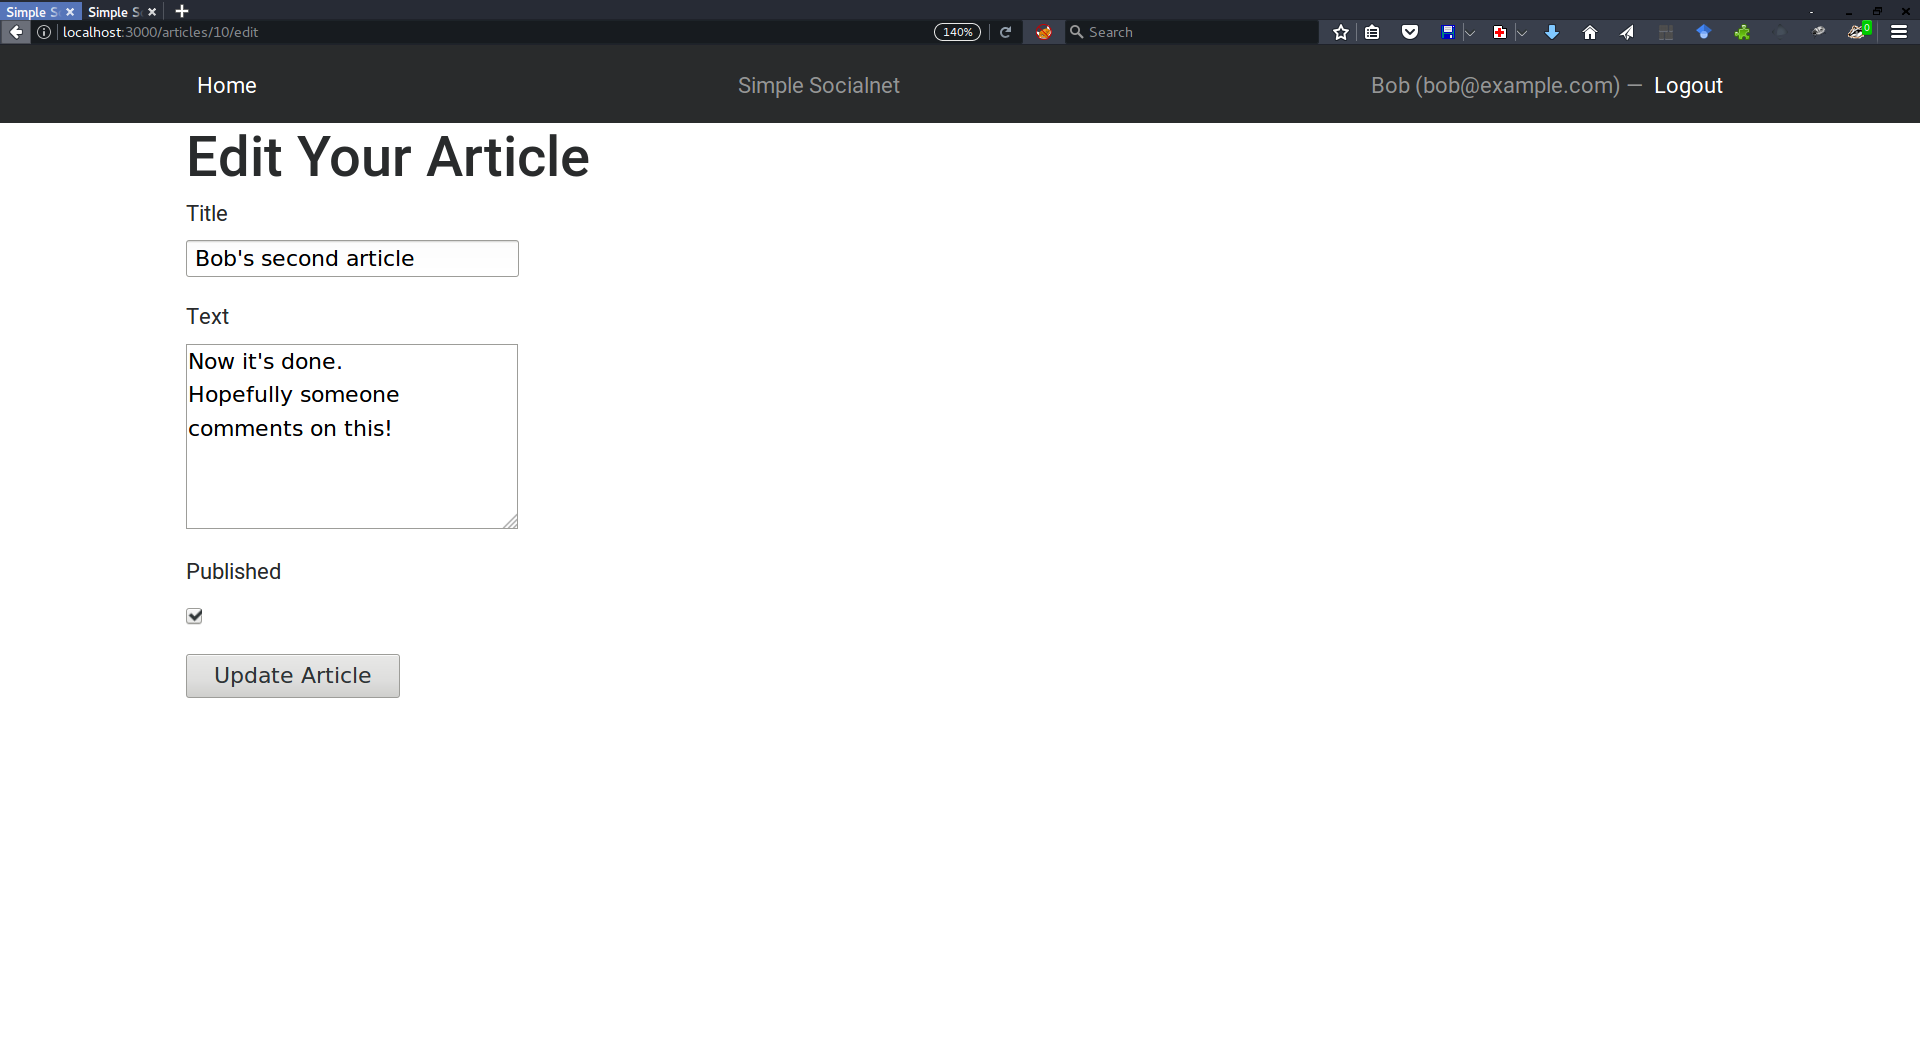 Simple S Simple S
localhost:3000/articles/10/edit 140% Search 0
Home Simple Socialnet Bob (bob@example.com) — Logout
Edit Your Article
Title
Bob's second article
Text
Now it's done.
Hopefully someone
comments on this!
Published
Update Article